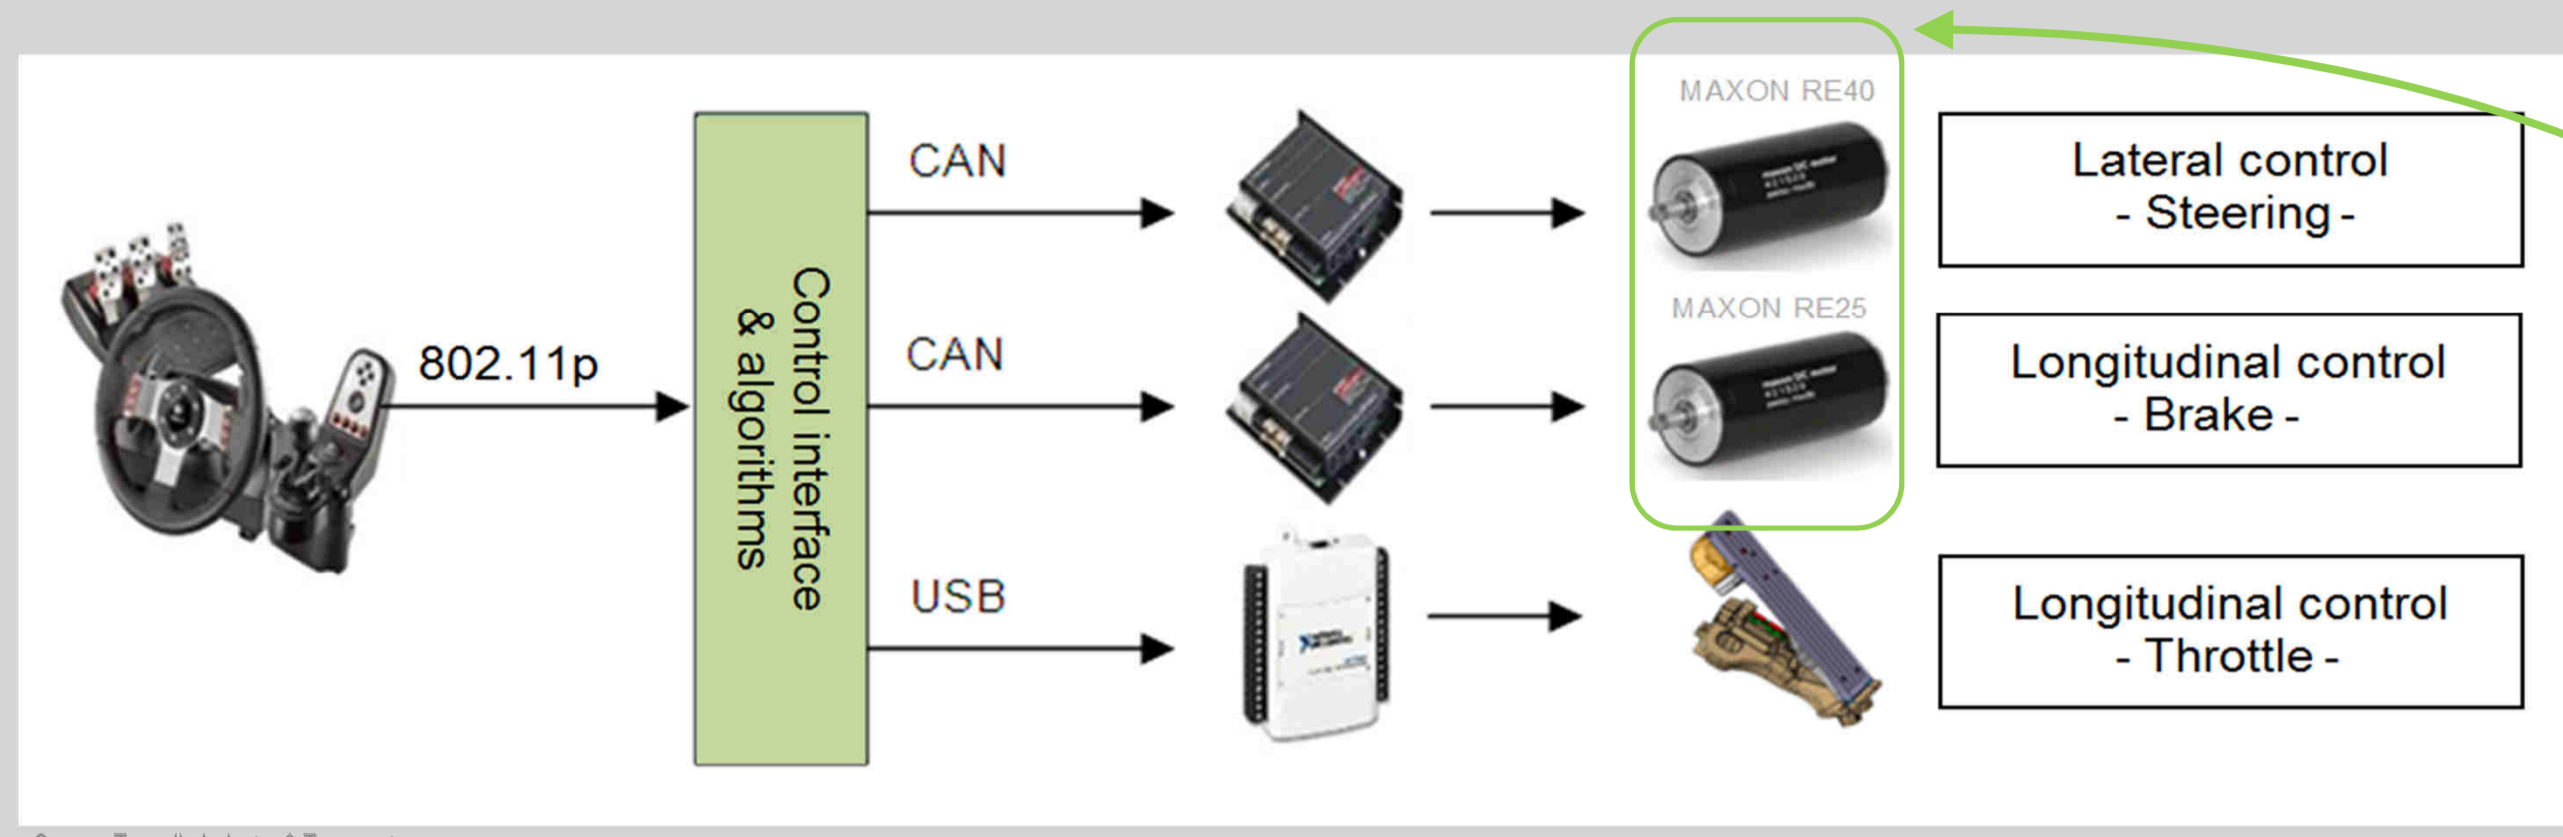 MAXON RE40
CAN
Lateral control
- Steering -
802.11p
Control interface
& algorithms
MAXON RE25
CAN
Longitudinal control
- Brake -
USB
Longitudinal control
- Throttle -